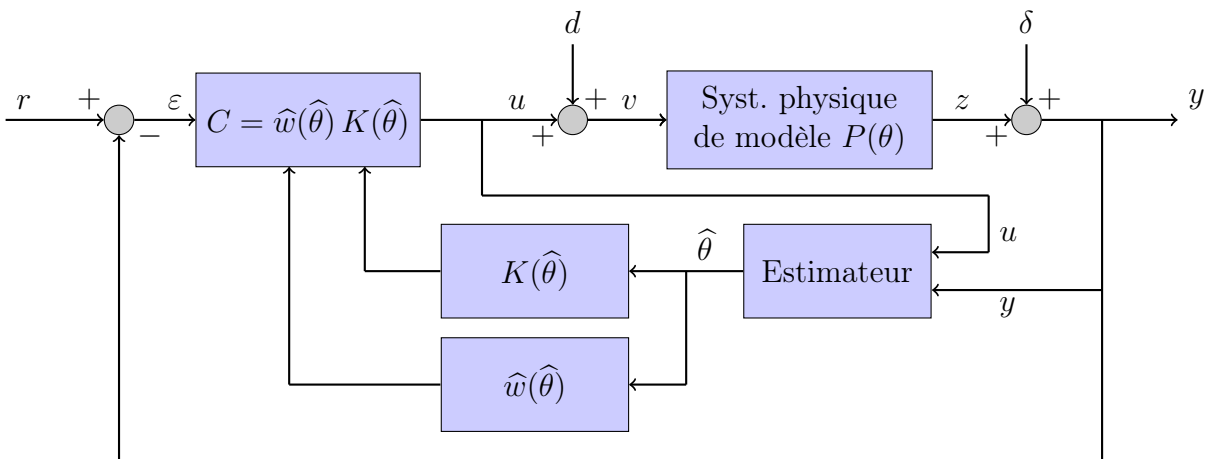 d
δ
r
+
−
ε
C = ŵ(θ̂) K(θ̂)
u
+
+
v
Syst. physique
de modèle P(θ)
z
+
+
y
K(θ̂)
θ̂
Estimateur
u
y
ŵ(θ̂)